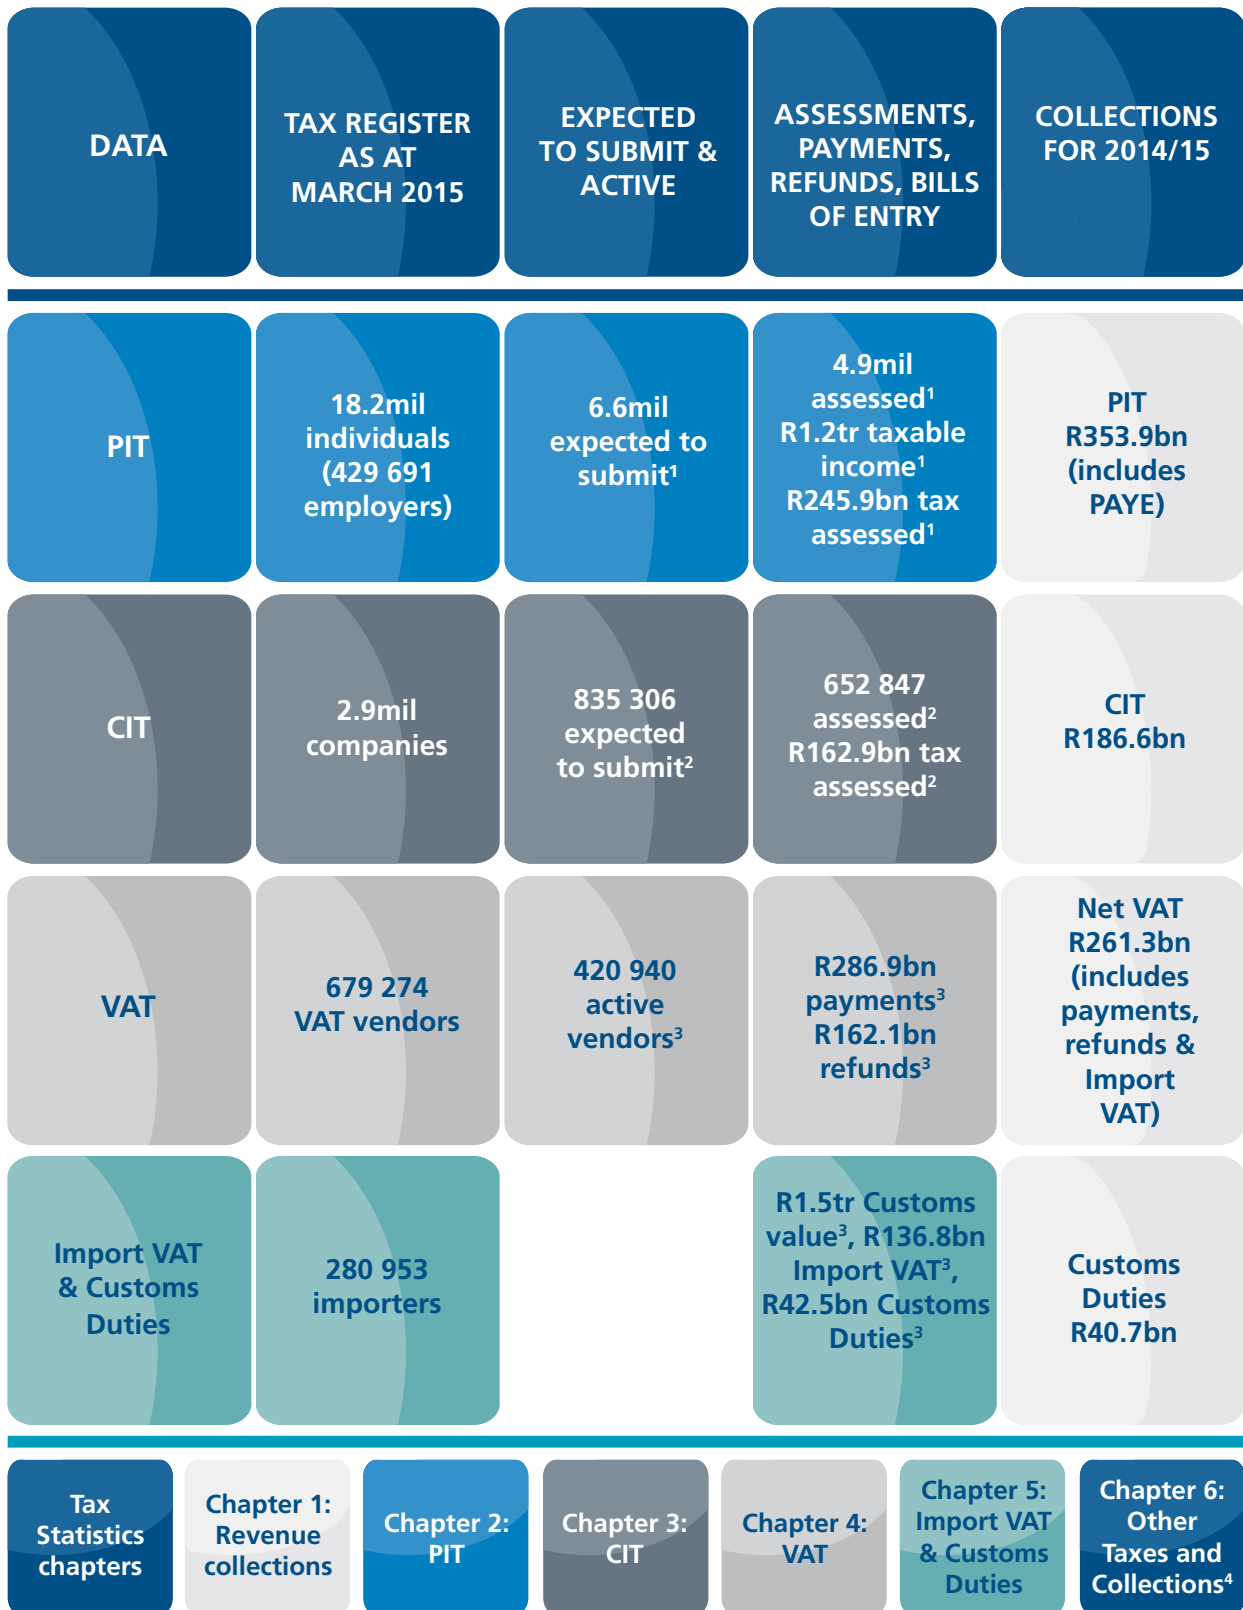 DATA
TAX REGISTER
AS AT
MARCH 2015
EXPECTED
TO SUBMIT &
ACTIVE
ASSESSMENTS,
PAYMENTS,
REFUNDS, BILLS
OF ENTRY
COLLECTIONS
FOR 2014/15
PIT
18.2mil
individuals
(429 691
employers)
6.6mil
expected to
submit¹
4.9mil
assessed¹
R1.2tr taxable
income¹
R245.9bn tax
assessed¹
PIT
R353.9bn
(includes
PAYE)
CIT
2.9mil
companies
835 306
expected
to submit²
652 847
assessed²
R162.9bn tax
assessed²
CIT
R186.6bn
VAT
679 274
VAT vendors
420 940
active
vendors³
R286.9bn
payments³
R162.1bn
refunds³
Net VAT
R261.3bn
(includes
payments,
refunds &
Import
VAT)
Import VAT
& Customs
Duties
280 953
importers
R1.5tr Customs
value³, R136.8bn
Import VAT³,
R42.5bn Customs
Duties³
Customs
Duties
R40.7bn
Tax
Statistics
chapters
Chapter 1:
Revenue
collections
Chapter 2:
PIT
Chapter 3:
CIT
Chapter 4:
VAT
Chapter 5:
Import VAT
& Customs
Duties
Chapter 6:
Other
Taxes and
Collections⁴